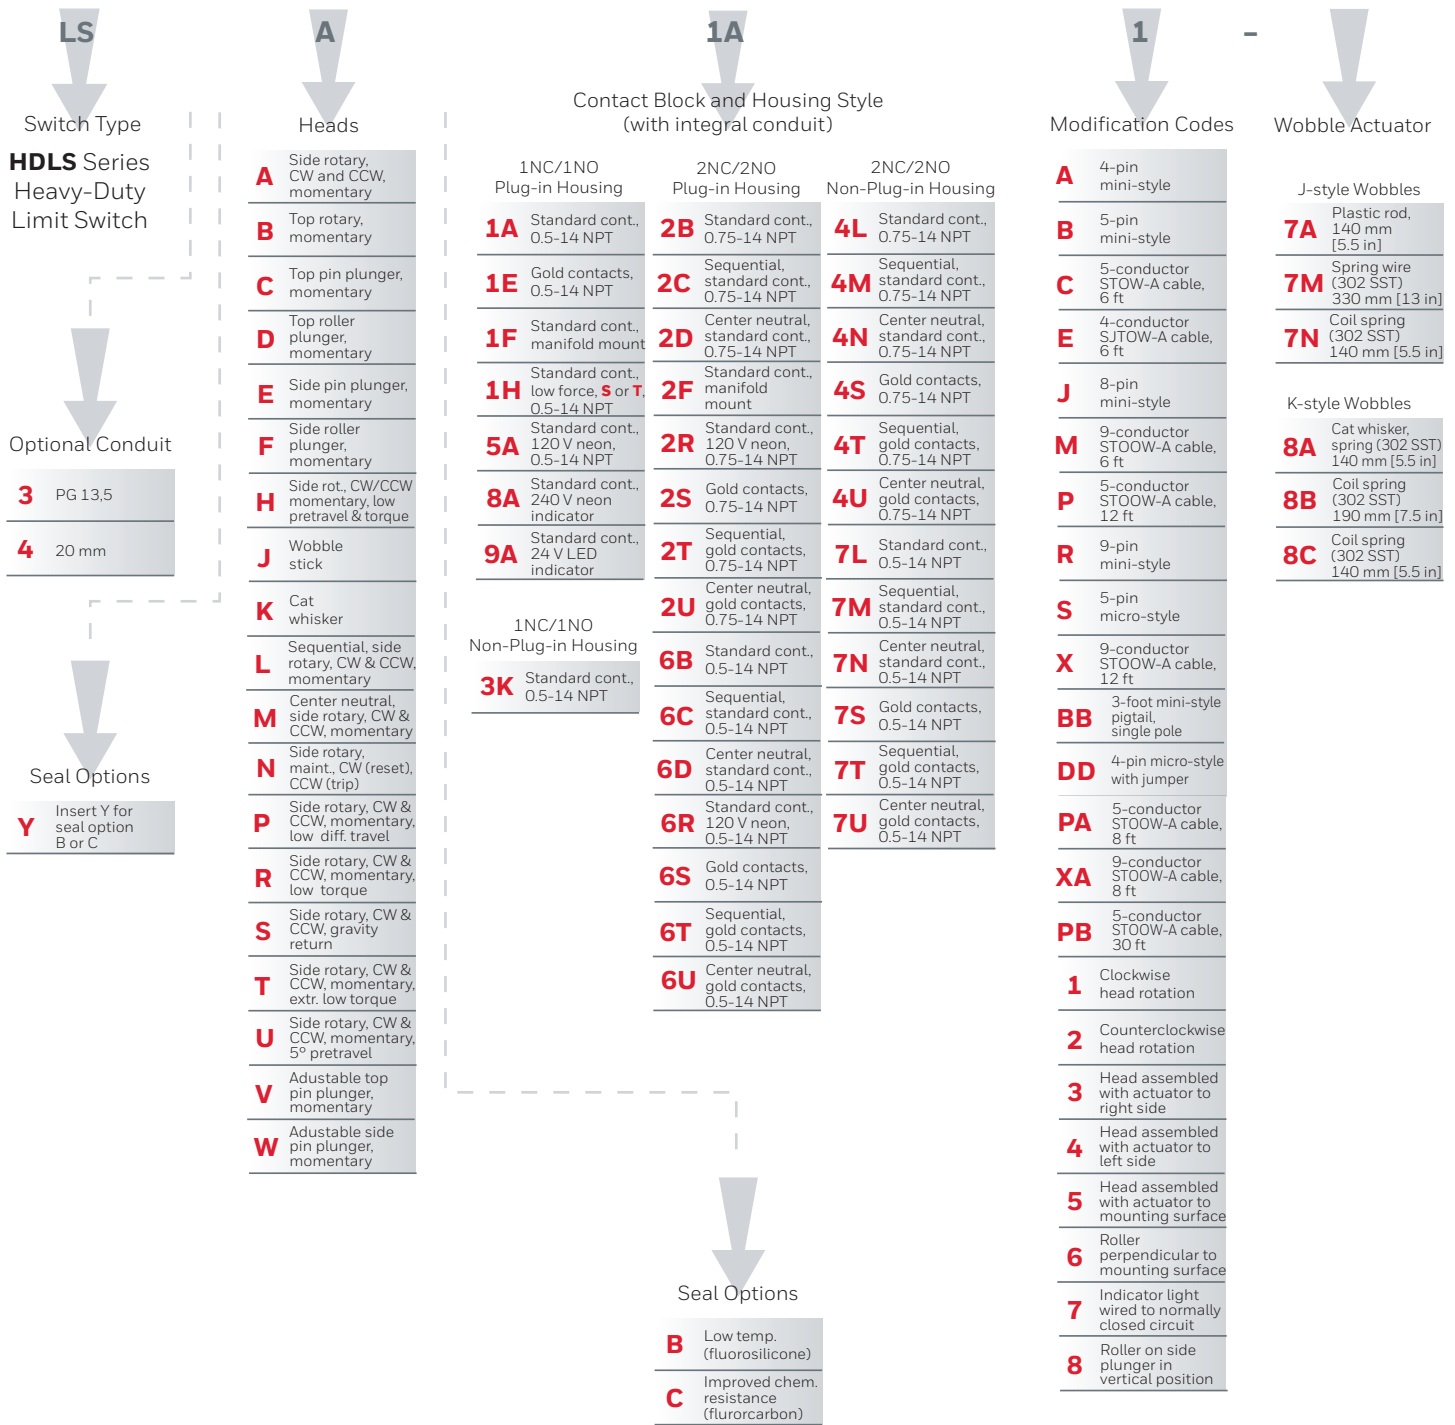 LS
A
1A
1
-
Switch Type
HDLS Series
Heavy-Duty
Limit Switch
Optional Conduit
3
PG 13,5
4
20 mm
Seal Options
Y
Insert Y for
seal option
B or C
Heads
A
Side rotary,
CW and CCW,
momentary
B
Top rotary,
momentary
C
Top pin plunger,
momentary
D
Top roller
plunger,
momentary
E
Side pin plunger,
momentary
F
Side roller
plunger,
momentary
H
Side rot., CW/CCW
momentary, low
pretravel & torque
J
Wobble
stick
K
Cat
whisker
L
Sequential, side
rotary, CW & CCW,
momentary
M
Center neutral,
side rotary, CW &
CCW, momentary
N
Side rotary,
maint., CW (reset),
CCW (trip)
P
Side rotary, CW &
CCW, momentary,
low diff. travel
R
Side rotary, CW &
CCW, momentary,
low torque
S
Side rotary, CW &
CCW, gravity
return
T
Side rotary, CW &
CCW, momentary,
extr. low torque
U
Side rotary, CW &
CCW, momentary,
5° pretravel
V
Adustable top
pin plunger,
momentary
W
Adustable side
pin plunger,
momentary
Contact Block and Housing Style
(with integral conduit)
1NC/1NO
Plug-in Housing
1A
Standard cont.,
0.5-14 NPT
1E
Gold contacts,
0.5-14 NPT
1F
Standard cont.,
manifold mount
1H
Standard cont.,
low force, S or T,
0.5-14 NPT
5A
Standard cont.,
120 V neon,
0.5-14 NPT
8A
Standard cont.,
240 V neon
indicator
9A
Standard cont.,
24 V LED
indicator
1NC/1NO
Non-Plug-in Housing
3K
Standard cont.,
0.5-14 NPT
2NC/2NO
Plug-in Housing
2B
Standard cont.,
0.75-14 NPT
2C
Sequential,
standard cont.,
0.75-14 NPT
2D
Center neutral,
standard cont.,
0.75-14 NPT
2F
Standard cont.,
manifold
mount
2R
Standard cont.,
120 V neon,
0.75-14 NPT
2S
Gold contacts,
0.75-14 NPT
2T
Sequential,
gold contacts,
0.75-14 NPT
2U
Center neutral,
gold contacts,
0.75-14 NPT
6B
Standard cont.,
0.5-14 NPT
6C
Sequential,
standard cont.,
0.5-14 NPT
6D
Center neutral,
standard cont.,
0.5-14 NPT
6R
Standard cont.,
120 V neon,
0.5-14 NPT
6S
Gold contacts,
0.5-14 NPT
6T
Sequential,
gold contacts,
0.5-14 NPT
6U
Center neutral,
gold contacts,
0.5-14 NPT
2NC/2NO
Non-Plug-in Housing
4L
Standard cont.,
0.75-14 NPT
4M
Sequential,
standard cont.,
0.75-14 NPT
4N
Center neutral,
standard cont.,
0.75-14 NPT
4S
Gold contacts,
0.75-14 NPT
4T
Sequential,
gold contacts,
0.75-14 NPT
4U
Center neutral,
gold contacts,
0.75-14 NPT
7L
Standard cont.,
0.5-14 NPT
7M
Sequential,
standard cont.,
0.5-14 NPT
7N
Center neutral,
standard cont.,
0.5-14 NPT
7S
Gold contacts,
0.5-14 NPT
7T
Sequential,
gold contacts,
0.5-14 NPT
7U
Center neutral,
gold contacts,
0.5-14 NPT
Seal Options
B
Low temp.
(fluorosilicone)
C
Improved chem.
resistance
(flurorcarbon)
Modification Codes
A
4-pin
mini-style
B
5-pin
mini-style
C
5-conductor
STOW-A cable,
6 ft
E
4-conductor
SJTOW-A cable,
6 ft
J
8-pin
mini-style
M
9-conductor
STOOW-A cable,
6 ft
P
5-conductor
STOOW-A cable,
12 ft
R
9-pin
mini-style
S
5-pin
micro-style
X
9-conductor
STOOW-A cable,
12 ft
BB
3-foot mini-style
pigtail,
single pole
DD
4-pin micro-style
with jumper
PA
5-conductor
STOOW-A cable,
8 ft
XA
9-conductor
STOOW-A cable,
8 ft
PB
5-conductor
STOOW-A cable,
30 ft
1
Clockwise
head rotation
2
Counterclockwise
head rotation
3
Head assembled
with actuator to
right side
4
Head assembled
with actuator to
left side
5
Head assembled
with actuator to
mounting surface
6
Roller
perpendicular to
mounting surface
7
Indicator light
wired to normally
closed circuit
8
Roller on side
plunger in
vertical position
Wobble Actuator
J-style Wobbles
7A
Plastic rod,
140 mm
[5.5 in]
7M
Spring wire
(302 SST)
330 mm [13 in]
7N
Coil spring
(302 SST)
140 mm [5.5 in]
K-style Wobbles
8A
Cat whisker,
spring (302 SST)
140 mm [5.5 in]
8B
Coil spring
(302 SST)
190 mm [7.5 in]
8C
Coil spring
(302 SST)
140 mm [5.5 in]